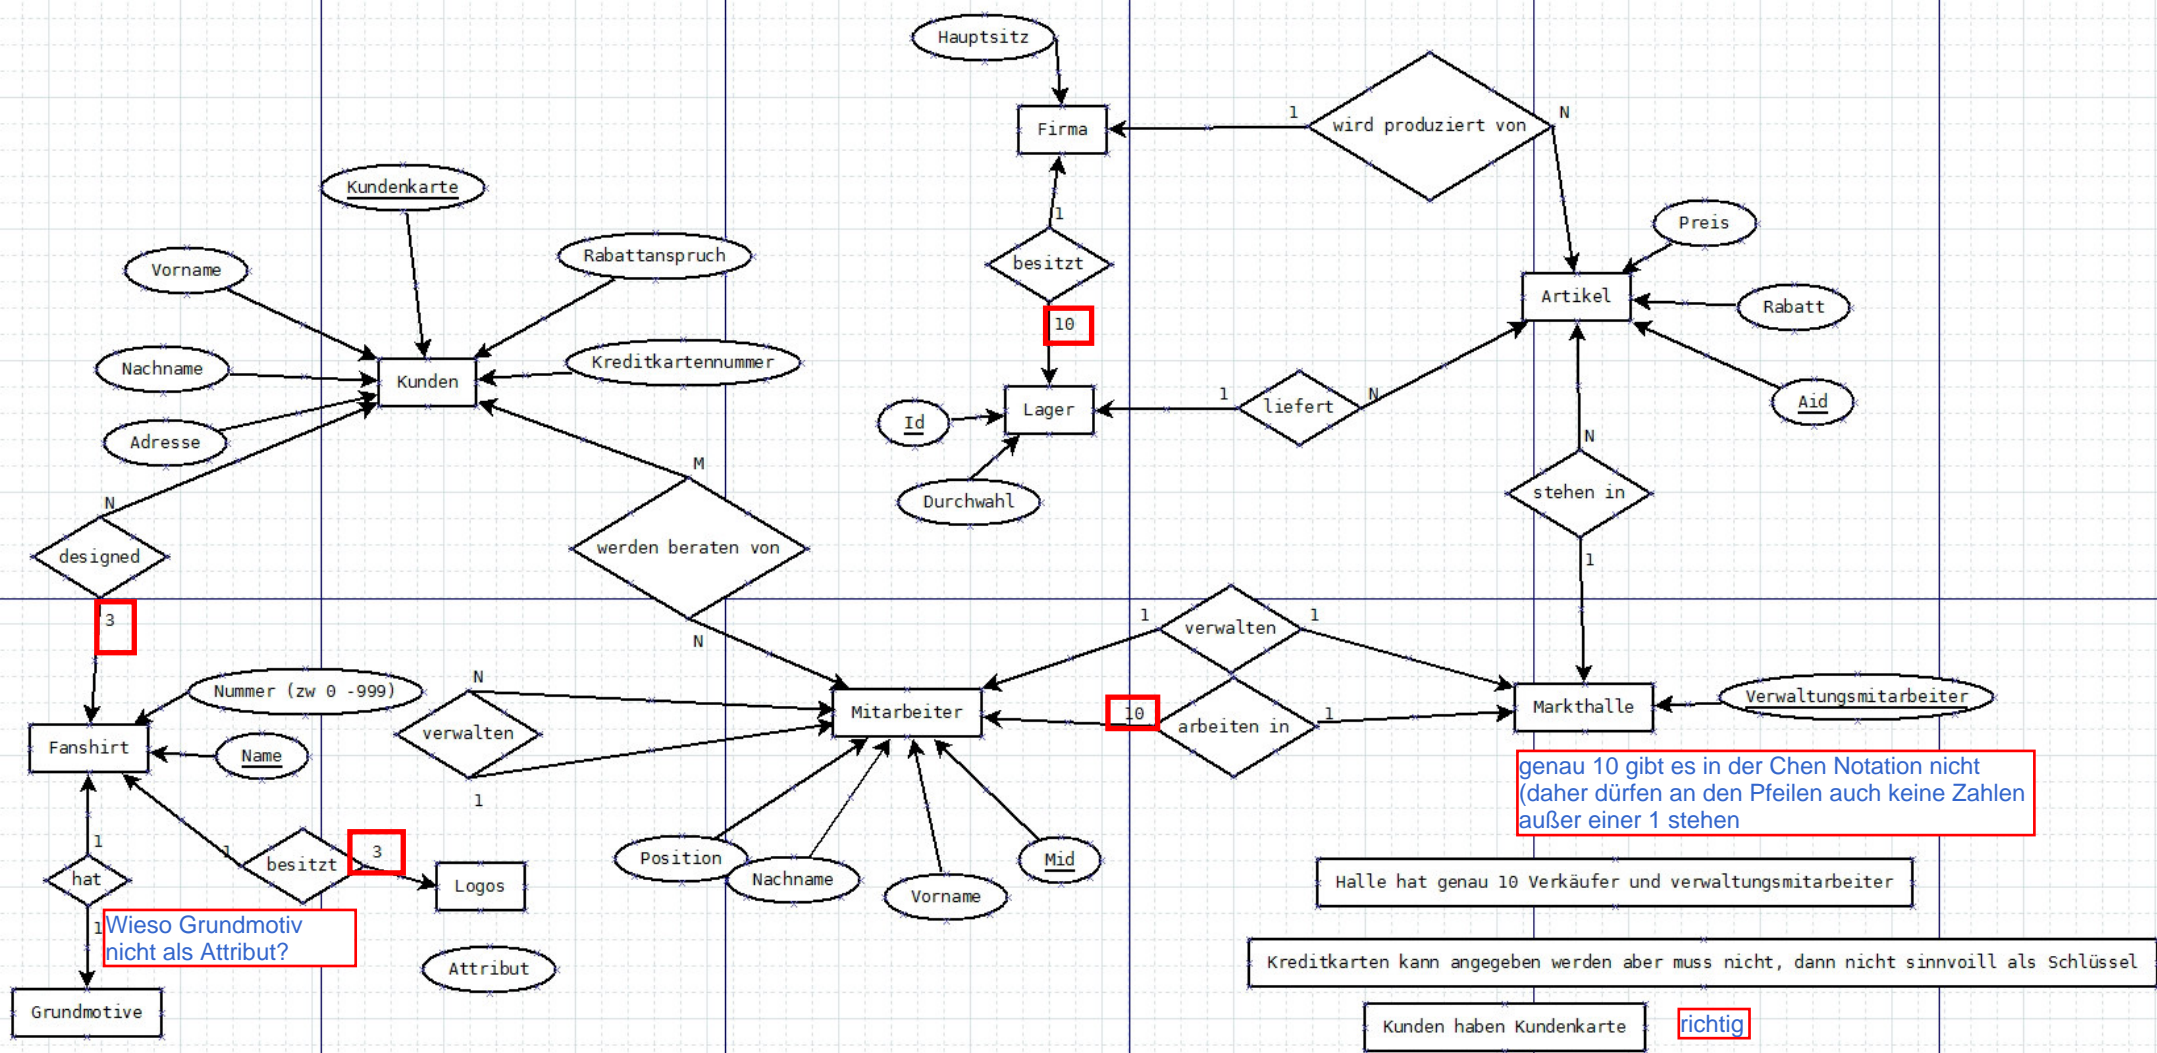 Hauptsitz
Firma
1
wird produziert von
N
Kundenkarte
Vorname
Rabattanspruch
1
besitzt
10
Preis
Artikel
Rabatt
Nachname
Kunden
Kreditkartennummer
Adresse
Id
Lager
1
liefert
N
Aid
Durchwahl
N
designed
3
M
werden beraten von
N
N
stehen in
1
1
verwalten
1
Nummer (zw 0 -999)
Fanshirt
Name
N
verwalten
1
Mitarbeiter
10
arbeiten in
1
Markthalle
Verwaltungsmitarbeiter
genau 10 gibt es in der Chen Notation nicht
(daher dürfen an den Pfeilen auch keine Zahlen
außer einer 1 stehen
1
hat
1
1
besitzt
3
Logos
Position
Nachname
Vorname
Mid
Wieso Grundmotiv
nicht als Attribut?
Attribut
Grundmotive
Halle hat genau 10 Verkäufer und verwaltungsmitarbeiter
Kreditkarten kann angegeben werden aber muss nicht, dann nicht sinnvoill als Schlüssel
Kunden haben Kundenkarte
richtig